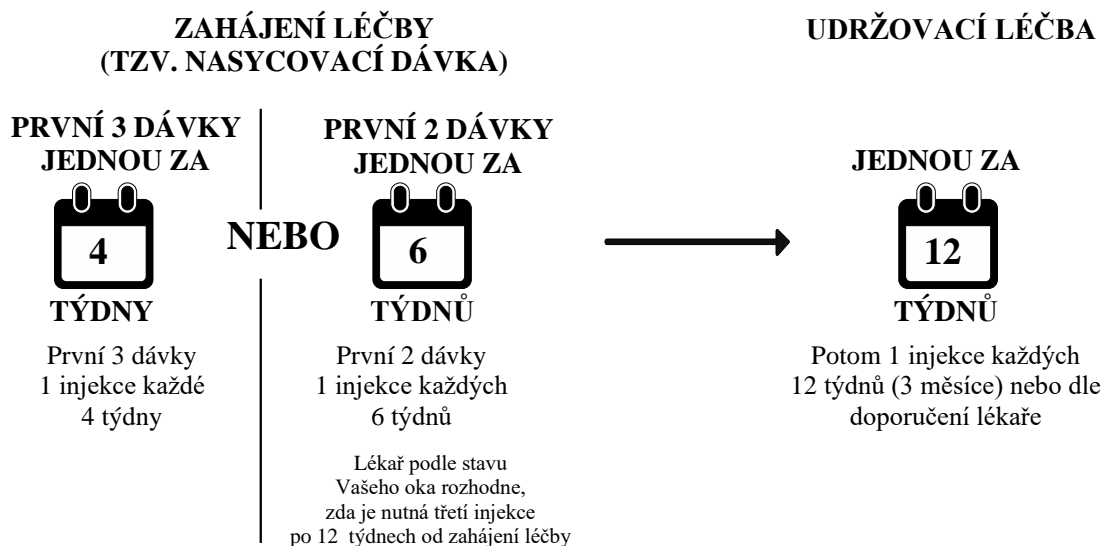 ZAHÁJENÍ LÉČBY
(TZV. NASYCOVACÍ DÁVKA)
PRVNÍ 3 DÁVKY
JEDNOU ZA
4
TÝDNY
První 3 dávky
1 injekce každé
4 týdny
NEBO
PRVNÍ 2 DÁVKY
JEDNOU ZA
6
TÝDNŮ
První 2 dávky
1 injekce každých
6 týdnů
Lékař podle stavu
Vašeho oka rozhodne,
zda je nutná třetí injekce
po 12 týdnech od zahájení léčby
UDRŽOVACÍ LÉČBA
JEDNOU ZA
12
TÝDNŮ
Potom 1 injekce každých
12 týdnů (3 měsíce) nebo dle
doporučení lékaře